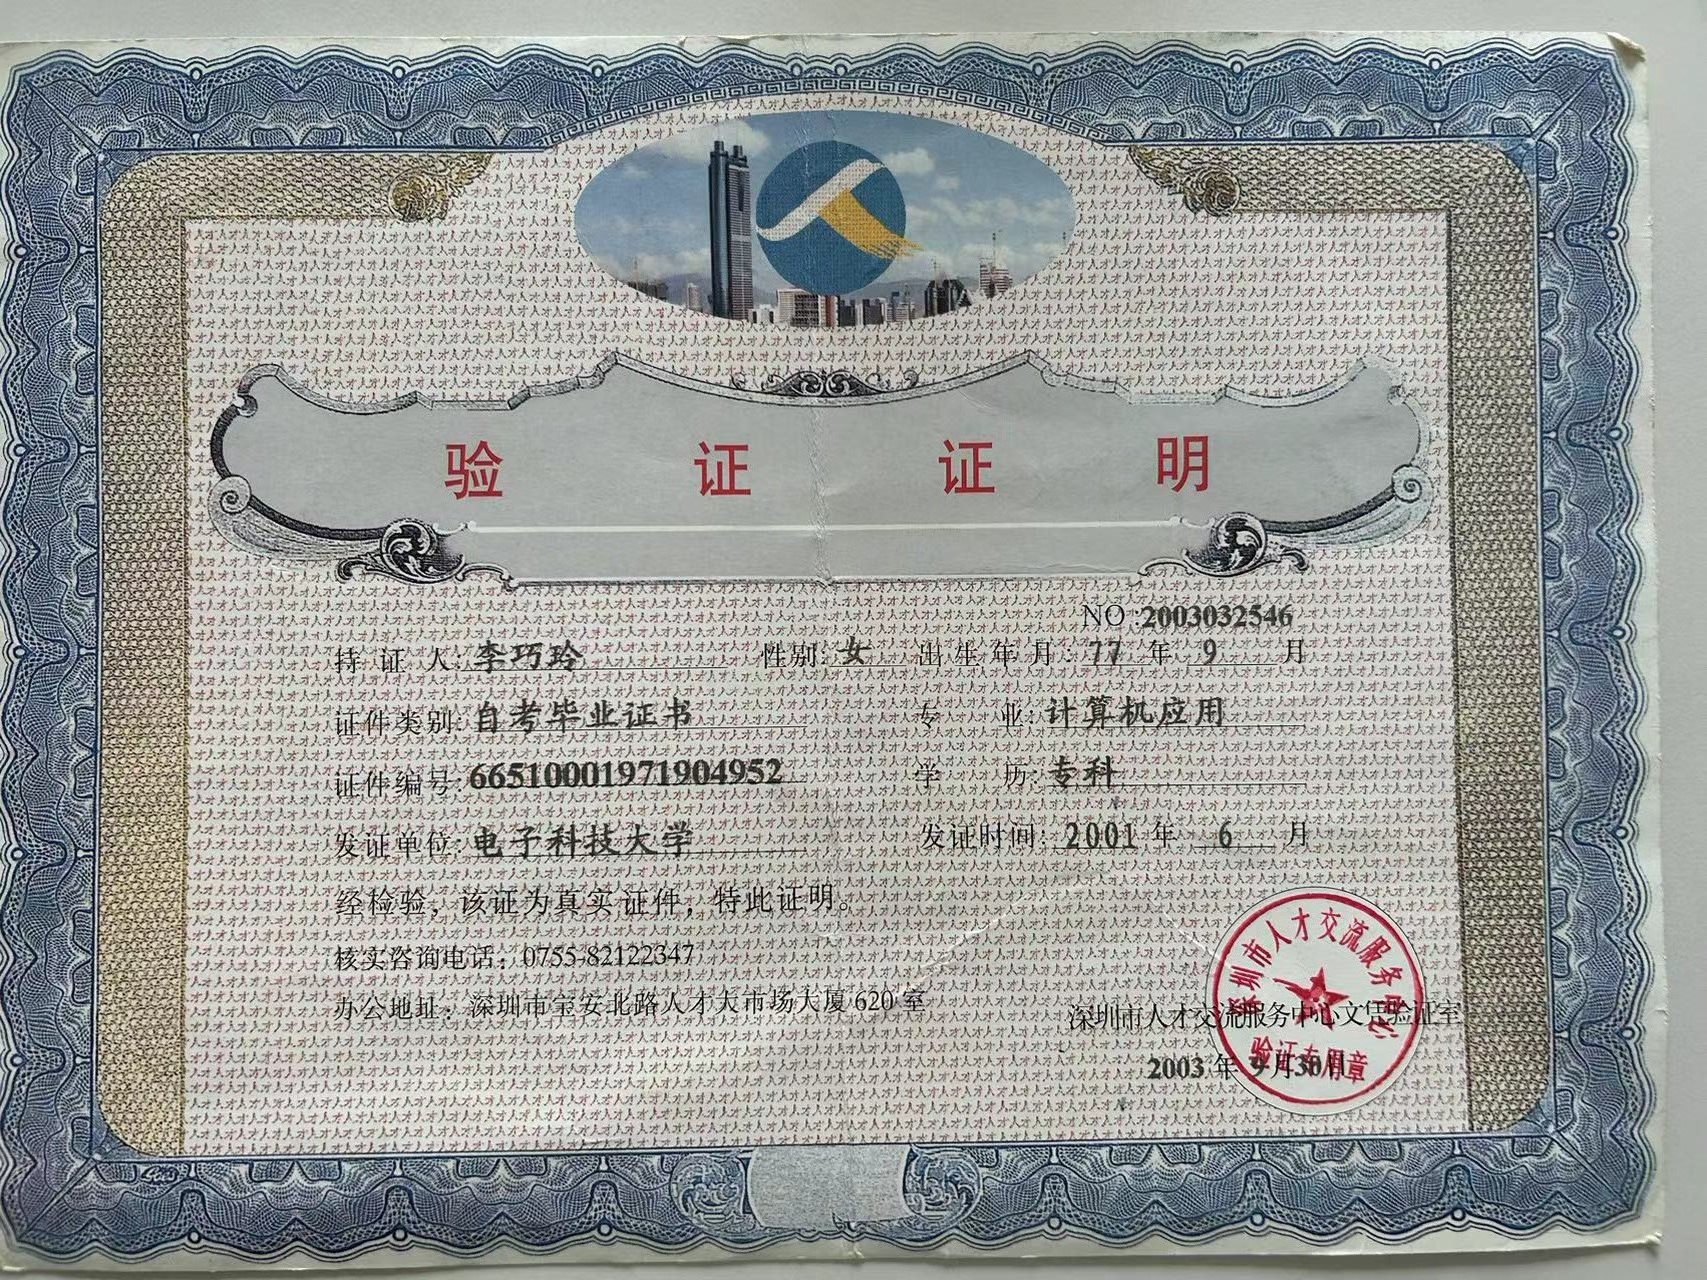 验证证明
NO :2003032546
持 证 人: 李巧玲 性别: 女 出生年月: 77 年 9 月
证件类别: 自考毕业证书 专 业: 计算机应用
证件编号: 66510001971904952 学 历: 专科
发证单位: 电子科技大学 发证时间: 2001 年 6 月
经检验，该证为真实证件，特此证明。
核实咨询电话：0755-82122347
办公地址：深圳市宝安北路人才大市场大厦 620 室
深圳市人才交流服务中心文凭验证室
2003 年 9 月 30 日
深圳市人才交流服务中心
验证专用章